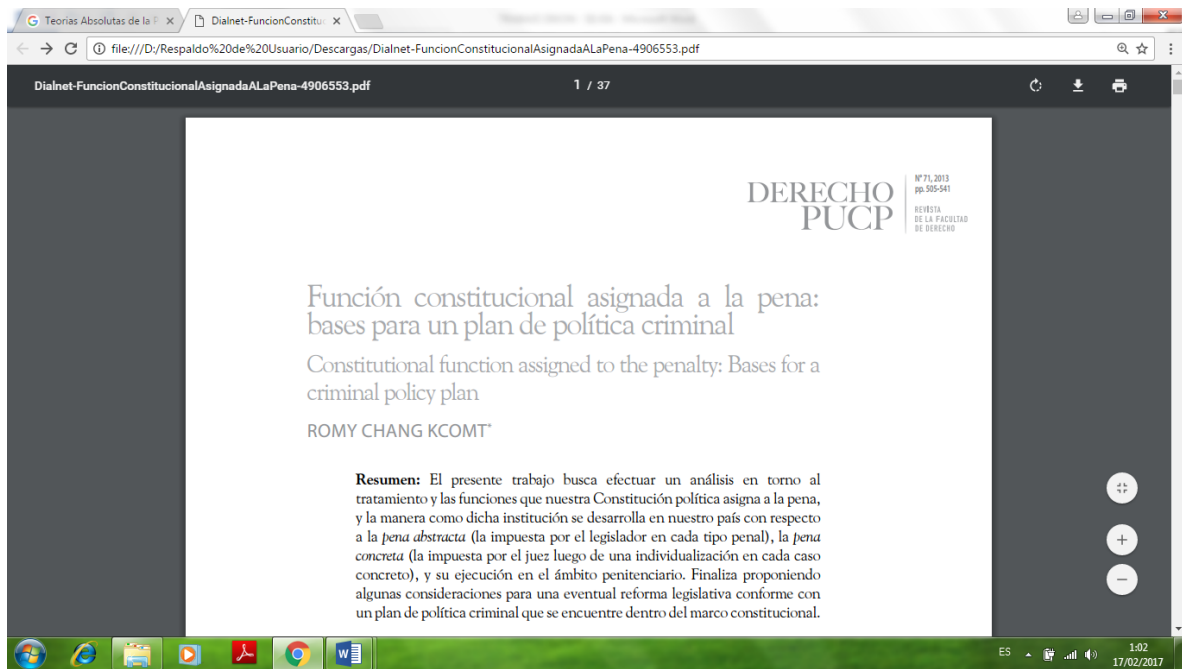 Teorias Absolutas de la P
Dialnet-FuncionConstituc
file:///D:/Respaldo%20de%20Usuario/Descargas/Dialnet-FuncionConstitucionalAsignadaALaPena-4906553.pdf
Dialnet-FuncionConstitucionalAsignadaALaPena-4906553.pdf
1 / 37
DERECHO
PUCP
N° 71, 2013
pp. 505-541
REVISTA
DE LA FACULTAD
DE DERECHO
Función constitucional asignada a la pena:
bases para un plan de política criminal
Constitutional function assigned to the penalty: Bases for a
criminal policy plan
ROMY CHANG KCOMT*
Resumen: El presente trabajo busca efectuar un análisis en torno al
tratamiento y las funciones que nuestra Constitución política asigna a la pena,
y la manera como dicha institución se desarrolla en nuestro país con respecto
a la pena abstracta (la impuesta por el legislador en cada tipo penal), la pena
concreta (la impuesta por el juez luego de una individualización en cada caso
concreto), y su ejecución en el ámbito penitenciario. Finaliza proponiendo
algunas consideraciones para una eventual reforma legislativa conforme con
un plan de política criminal que se encuentre dentro del marco constitucional.
ES
1:02
17/02/2017